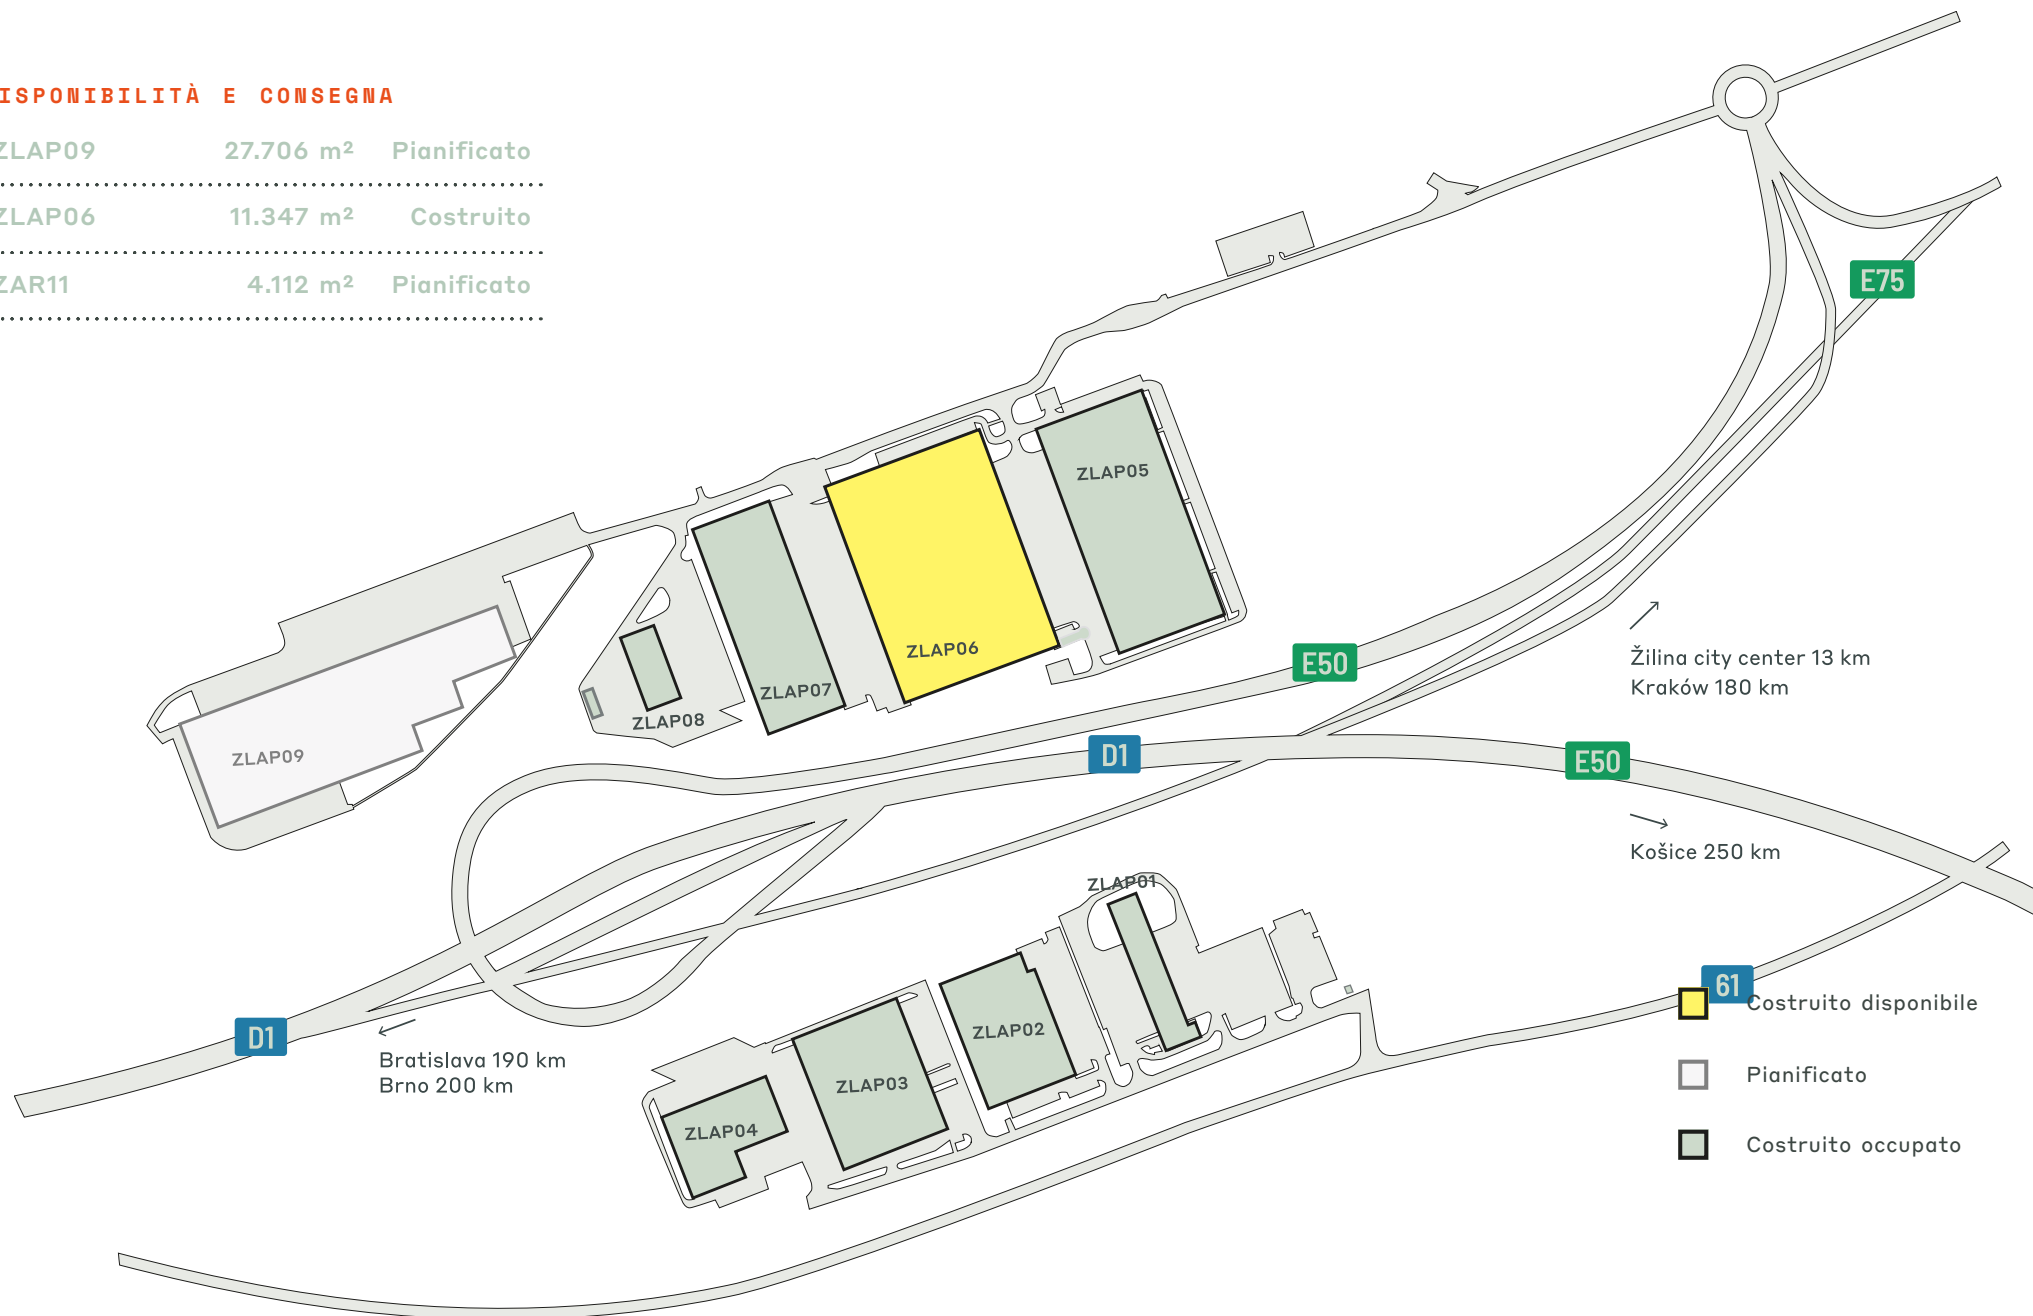 ISPONIBILITÀ E CONSEGNA
ZLAP09 27.706 m² Pianificato
ZLAP06 11.347 m² Costruito
ZAR11 4.112 m² Pianificato
E75
ZLAP05
ZLAP06
ZLAP07
ZLAP08
ZLAP09
E50
Žilina city center 13 km
Kraków 180 km
D1
E50
Košice 250 km
ZLAP01
61
D1
Bratislava 190 km
Brno 200 km
ZLAP02
ZLAP03
ZLAP04
Costruito disponibile
Pianificato
Costruito occupato